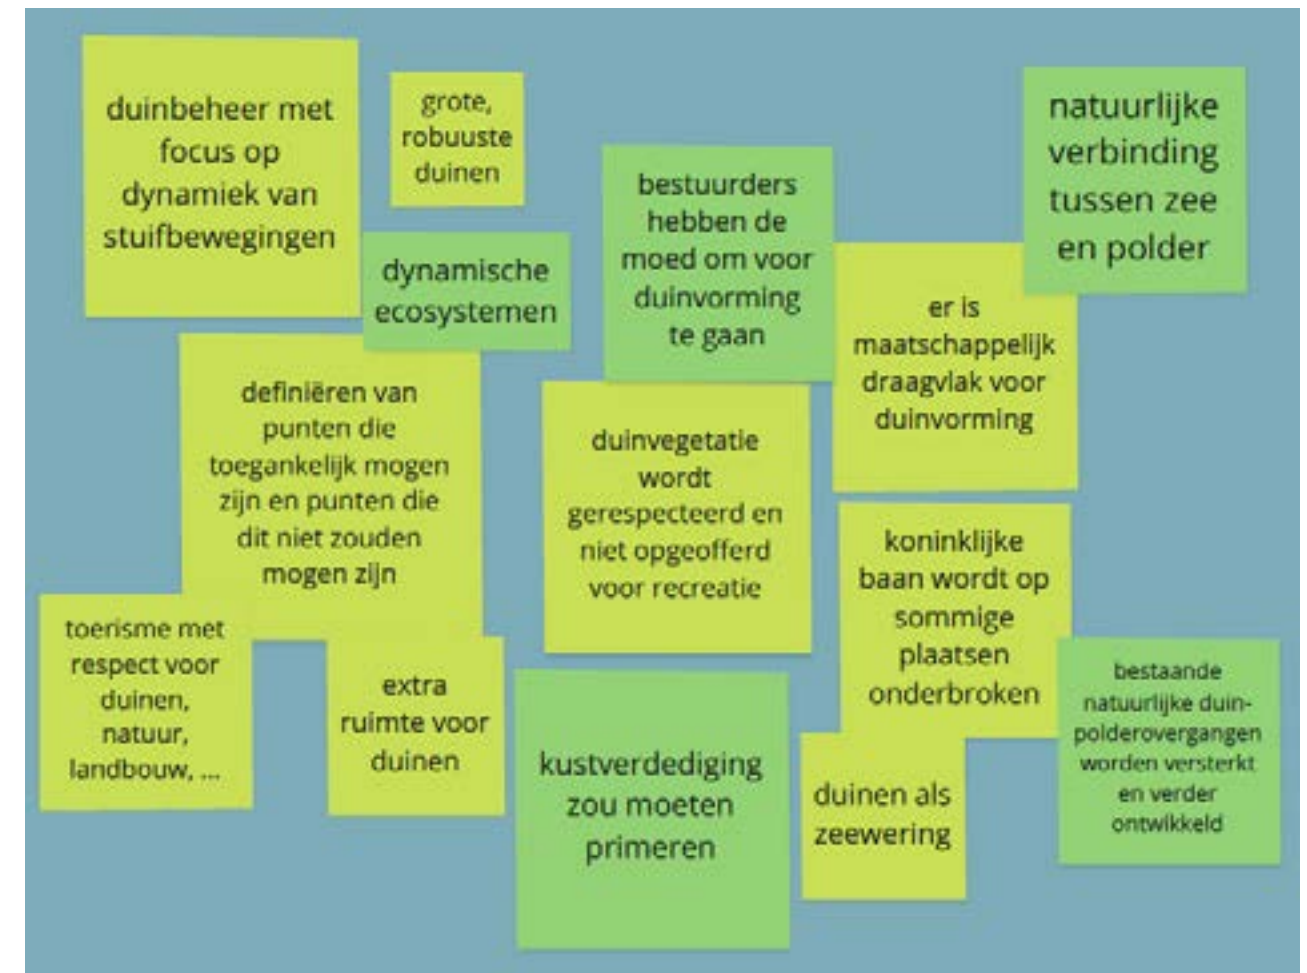 duinbeheer met
focus op
dynamiek van
stuifbewegingen
grote,
robuuste
duinen
natuurlijke
verbinding
tussen zee
en polder
bestuurders
hebben de
moed om voor
duinvorming
te gaan
dynamische
ecosystemen
er is
maatschappelijk
draagvlak voor
duinvorming
definiëren van
punten die
toegankelijk mogen
zijn en punten die
dit niet zouden
mogen zijn
duinvegetatie
wordt
gerespecteerd en
niet opgeofferd
voor recreatie
koninklijke
baan wordt op
sommige
plaatsen
onderbroken
toerisme met
respect voor
duinen,
natuur,
landbouw, ...
extra
ruimte voor
duinen
kustverdediging
zou moeten
primeren
duinen als
zeewering
bestaande
natuurlijke duin-
polderovergangen
worden versterkt
en verder
ontwikkeld